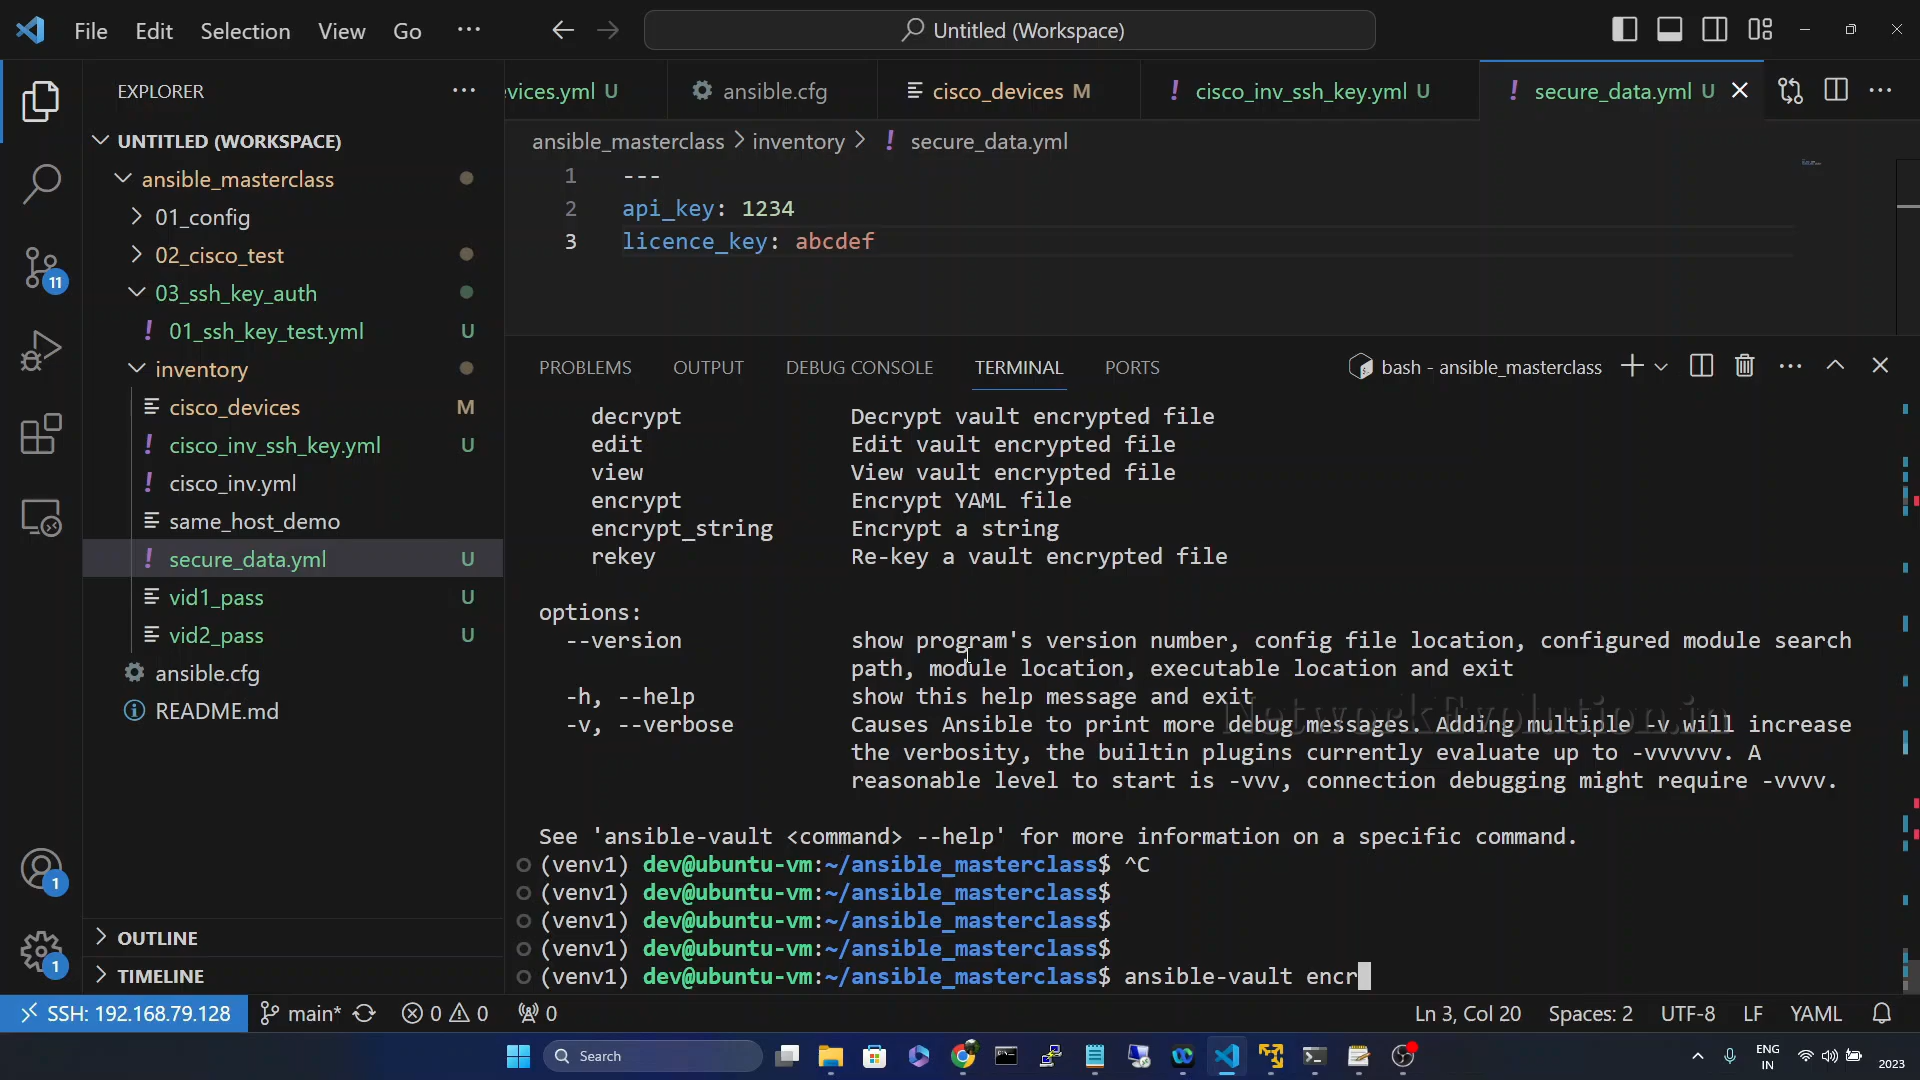 File Edit Selection View Go ···
Untitled (Workspace)
EXPLORER
UNTITLED (WORKSPACE)
ansible_masterclass
01_config
02_cisco_test
03_ssh_key_auth
01_ssh_key_test.yml U
inventory
cisco_devices M
cisco_inv_ssh_key.yml U
cisco_inv.yml
same_host_demo
secure_data.yml U
vid1_pass U
vid2_pass U
ansible.cfg
README.md
OUTLINE
TIMELINE
11
1
1
vices.yml U ansible.cfg cisco_devices M cisco_inv_ssh_key.yml U secure_data.yml U
ansible_masterclass > inventory > secure_data.yml
1 ---
2 api_key: 1234
3 licence_key: abcdef
PROBLEMS OUTPUT DEBUG CONSOLE TERMINAL PORTS bash - ansible_masterclass
decrypt Decrypt vault encrypted file
edit Edit vault encrypted file
view View vault encrypted file
encrypt Encrypt YAML file
encrypt_string Encrypt a string
rekey Re-key a vault encrypted file
options:
--version show program's version number, config file location, configured module search
path, module location, executable location and exit
-h, --help show this help message and exit
-v, --verbose Causes Ansible to print more debug messages. Adding multiple -v will increase
the verbosity, the builtin plugins currently evaluate up to -vvvvvv. A
reasonable level to start is -vvv, connection debugging might require -vvvv.
NetworkEvolution.in
See 'ansible-vault <command> --help' for more information on a specific command.
(venv1) dev@ubuntu-vm:~/ansible_masterclass$ ^C
(venv1) dev@ubuntu-vm:~/ansible_masterclass$
(venv1) dev@ubuntu-vm:~/ansible_masterclass$
(venv1) dev@ubuntu-vm:~/ansible_masterclass$
(venv1) dev@ubuntu-vm:~/ansible_masterclass$ ansible-vault encr
SSH: 192.168.79.128 main* 0 0 0 Ln 3, Col 20 Spaces: 2 UTF-8 LF YAML
Search ENG
IN
2023